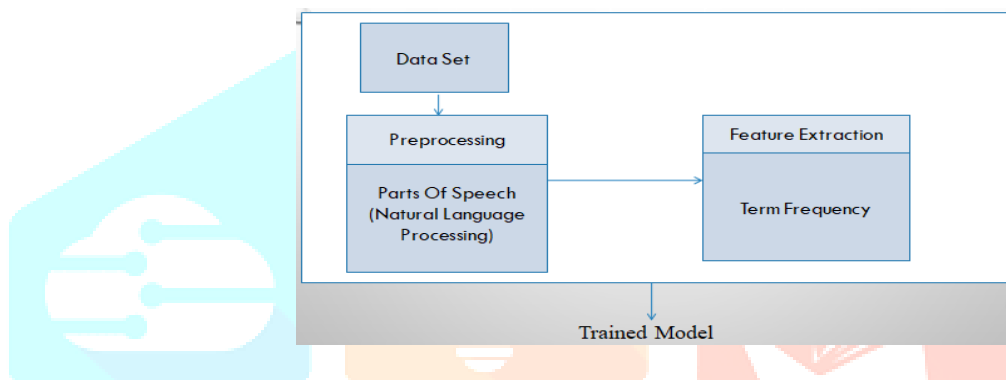 Data Set
Preprocessing
Parts Of Speech
(Natural Language
Processing)
Feature Extraction
Term Frequency
Trained Model